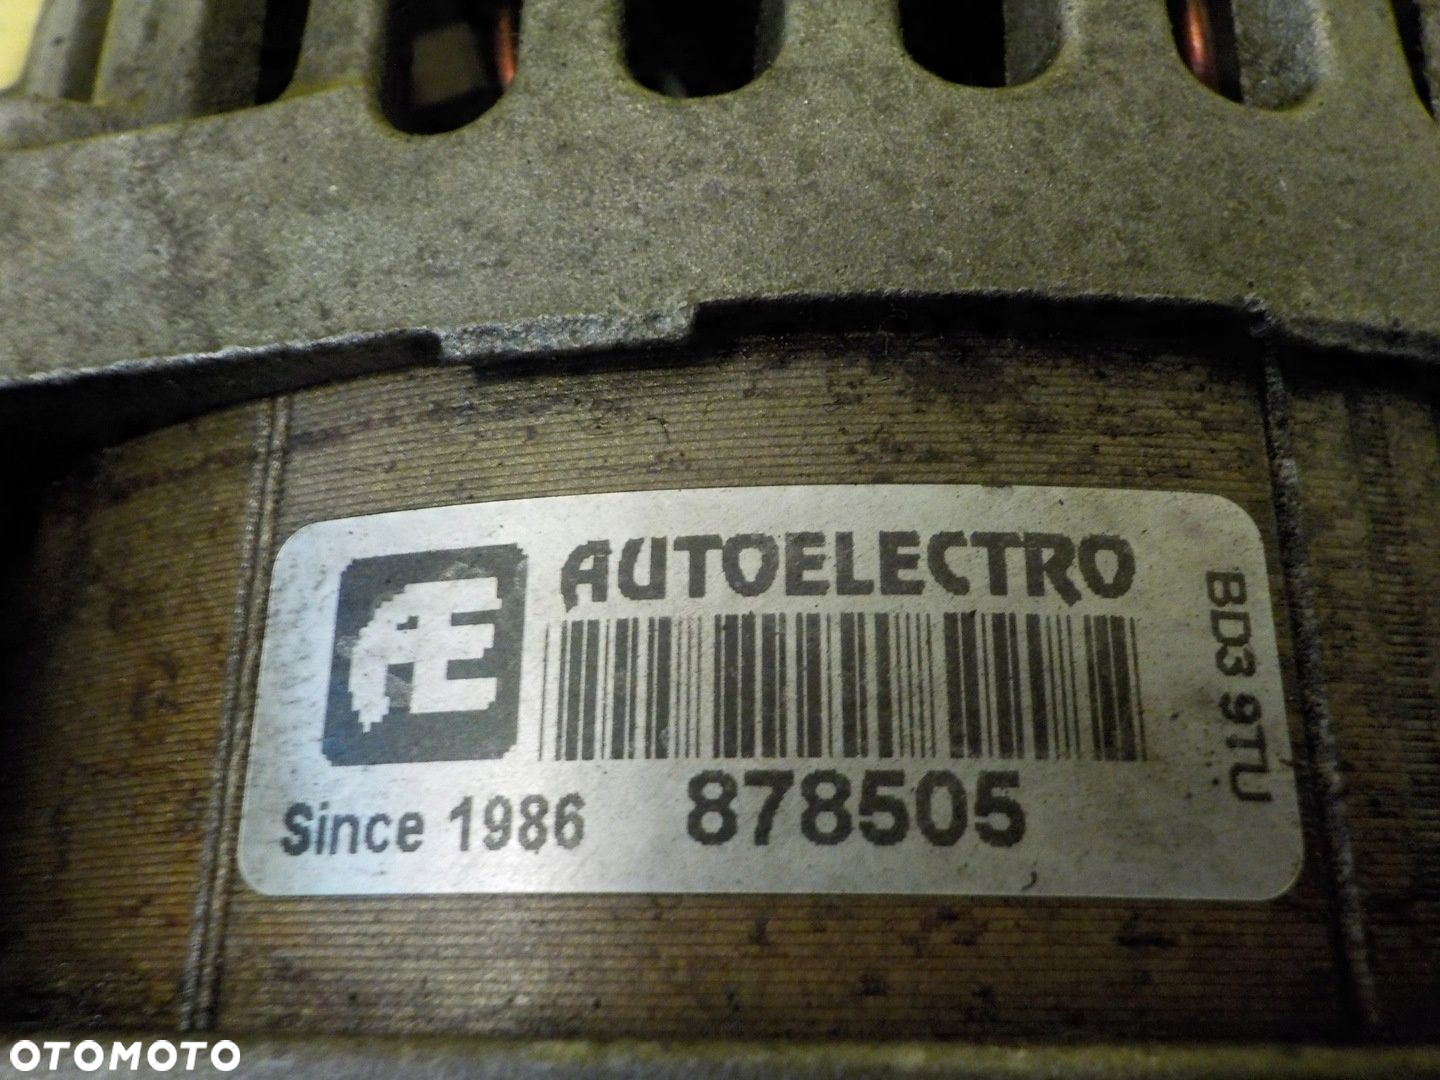 AE
AUTOELECTRO
BD3 9TU
Since 1986
878505
OTOMOTO